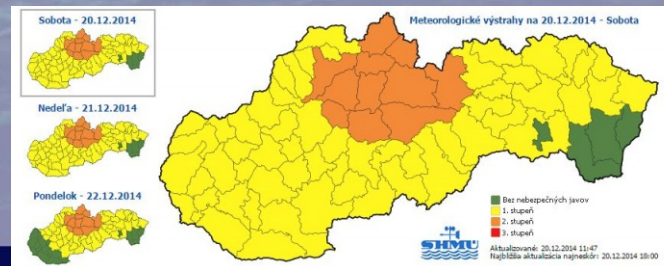 Sobota - 20.12.2014
Nedeľa - 21.12.2014
Pondelok - 22.12.2014
Meteorologické výstrahy na 20.12.2014 - Sobota
Bez nebezpečných javov
1. stupeň
2. stupeň
3. stupeň
SHMÚ
Aktualizované: 20.12.2014 11:47
Najbližšia aktualizácia najneskôr: 20.12.2014 18:00